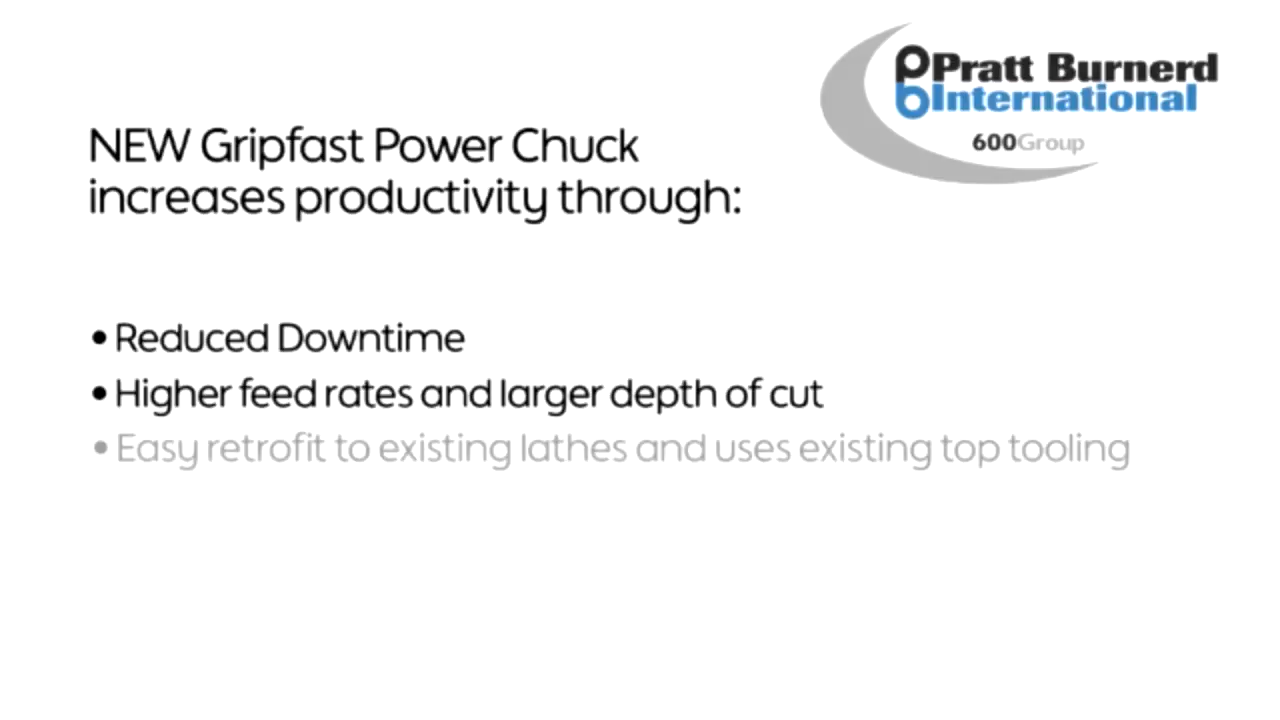 Pratt Burnerd
International
600Group
NEW Gripfast Power Chuck
increases productivity through:
• Reduced Downtime
• Higher feed rates and larger depth of cut
• Easy retrofit to existing lathes and uses existing top tooling